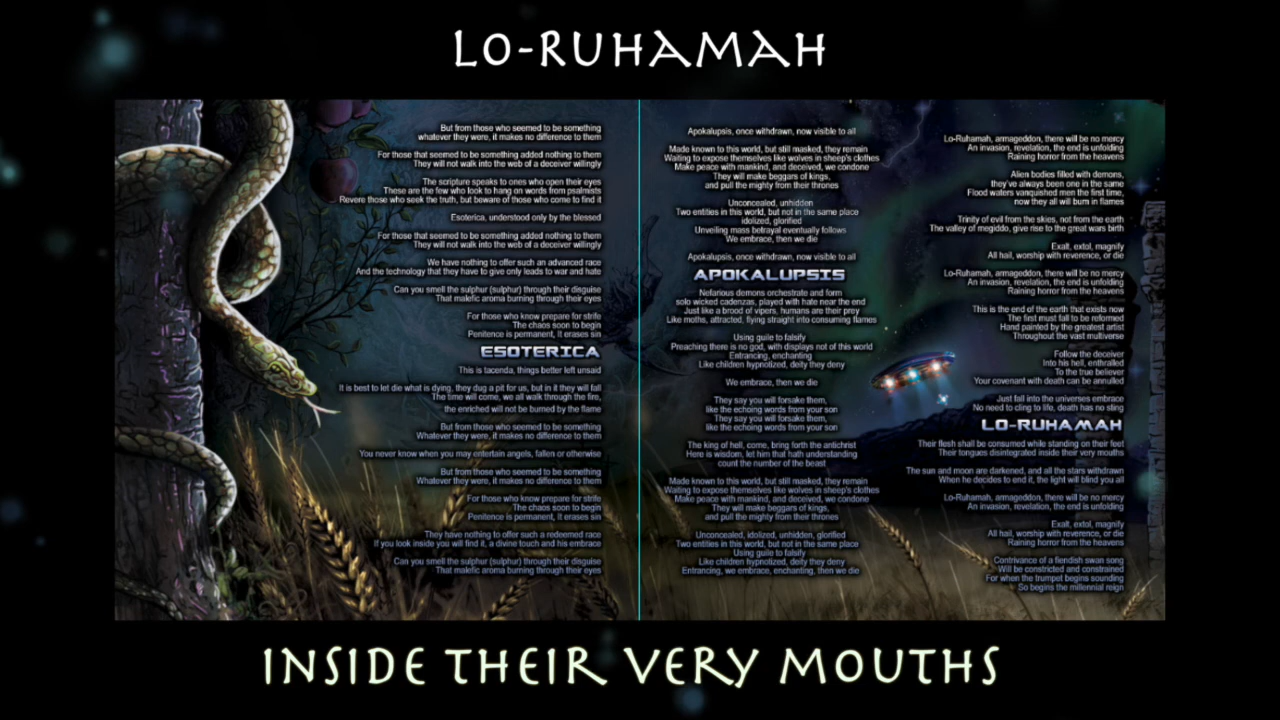 LO-RUHAMAH
But from those who seemed to be something
whatever they were, it makes no difference to them
For those that seemed to be something added nothing to them
They will not walk into the web of a deceiver willingly
The scripture speaks to ones who open their eyes
These are the few who look to hang on words from psalmists
Revere those who seek the truth, but beware of those who come to find it
Esoterica, understood only by the blessed
For those that seemed to be something added nothing to them
They will not walk into the web of a deceiver willingly
We have nothing to offer such an advanced race
And the technology that they have to give only leads to war and hate
Can you smell the sulphur (sulphur) through their disguise
That malefic aroma burning through their eyes
For those who know prepare for strife
The chaos soon to begin
Penitence is permanent, it erases sin
ESOTERICA
This is tacenda, things better left unsaid
It is best to let die what is dying, they dug a pit for us, but in it they will fall
The time will come, we all walk through the fire,
the enriched will not be burned by the flame
But from those who seemed to be something
Whatever they were, it makes no difference to them
You never know when you may entertain angels, fallen or otherwise
But from those who seemed to be something
Whatever they were, it makes no difference to them
For those who know prepare for strife
The chaos soon to begin
Penitence is permanent, it erases sin
They have nothing to offer such a redeemed race
If you look inside you will find it, a divine touch and his embrace
Can you smell the sulphur (sulphur) through their disguise
That malefic aroma burning through their eyes
Apokalupsis, once withdrawn, now visible to all
Made known to this world, but still masked, they remain
Waiting to expose themselves like wolves in sheep's clothes
Make peace with mankind, and deceived, we condone
They will make beggars of kings,
and pull the mighty from their thrones
Unconcealed, unhidden
Two entities in this world, but not in the same place
idolized, glorified
Unveiling mass betrayal eventually follows
We embrace, then we die
Apokalupsis, once withdrawn, now visible to all
APOKALUPSIS
Nefarious demons orchestrate and form
solo wicked cadenzas, played with hate near the end
Just like a brood of vipers, humans are their prey
Like moths, attracted, flying straight into consuming flames
Using guile to falsify
Preaching there is no god, with displays not of this world
Entrancing, enchanting
Like children hypnotized, deity they deny
We embrace, then we die
They say you will forsake them,
like the echoing words from your son
They say you will forsake them,
like the echoing words from your son
The king of hell, come, bring forth the antichrist
Here is wisdom, let him that hath understanding
count the number of the beast
Made known to this world, but still masked, they remain
Waiting to expose themselves like wolves in sheep's clothes
Make peace with mankind, and deceived, we condone
They will make beggars of kings,
and pull the mighty from their thrones
Unconcealed, idolized, unhidden, glorified
Two entities in this world, but not in the same place
Using guile to falsify
Like children hypnotized, deity they deny
Entrancing, we embrace, enchanting, then we die
Lo-Ruhamah, armageddon, there will be no mercy
An invasion, revelation, the end is unfolding
Raining horror from the heavens
Alien bodies filled with demons,
they've always been one in the same
Flood waters vanquished men the first time,
now they all will burn in flames
Trinity of evil from the skies, not from the earth
The valley of megiddo, give rise to the great wars birth
Exalt, extol, magnify
All hail, worship with reverence, or die
Lo-Ruhamah, armageddon, there will be no mercy
An invasion, revelation, the end is unfolding
Raining horror from the heavens
This is the end of the earth that exists now
The first must fall to be reformed
Hand painted by the greatest artist
Throughout the vast multiverse
Follow the deceiver
Into his hell, enthralled
To the true believer
Your covenant with death can be annulled
Just fall into the universes embrace
No need to cling to life, death has no sting
LO-RUHAMAH
Their flesh shall be consumed while standing on their feet
Their tongues disintegrated inside their very mouths
The sun and moon are darkened, and all the stars withdrawn
When he decides to end it, the light will blind you all
Lo-Ruhamah, armageddon, there will be no mercy
An invasion, revelation, the end is unfolding
Exalt, extol, magnify
All hail, worship with reverence, or die
Raining horror from the heavens
Contrivance of a fiendish swan song
Will be constricted and constrained
For when the trumpet begins sounding
So begins the millennial reign
INSIDE THEIR VERY MOUTHS